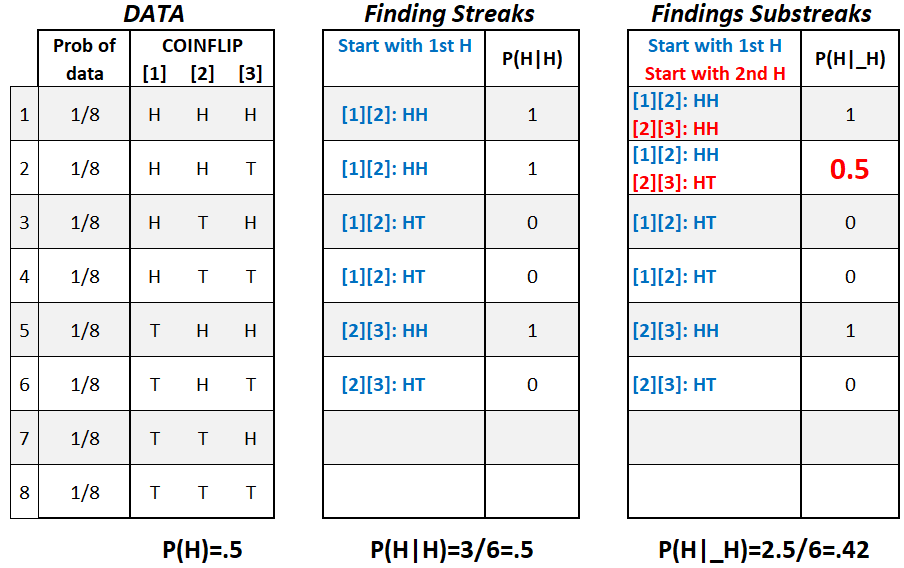 DATA Finding Streaks Findings Substreaks
Prob of data COINFLIP [1] [2] [3] Start with 1st H P(H|H) Start with 1st H Start with 2nd H P(H|_H)
1 1/8 H H H [1][2]: HH 1 [1][2]: HH [2][3]: HH 1
2 1/8 H H T [1][2]: HH 1 [1][2]: HH [2][3]: HT 0.5
3 1/8 H T H [1][2]: HT 0 [1][2]: HT 0
4 1/8 H T T [1][2]: HT 0 [1][2]: HT 0
5 1/8 T H H [2][3]: HH 1 [2][3]: HH 1
6 1/8 T H T [2][3]: HT 0 [2][3]: HT 0
7 1/8 T T H
8 1/8 T T T
P(H)=.5 P(H|H)=3/6=.5 P(H|_H)=2.5/6=.42